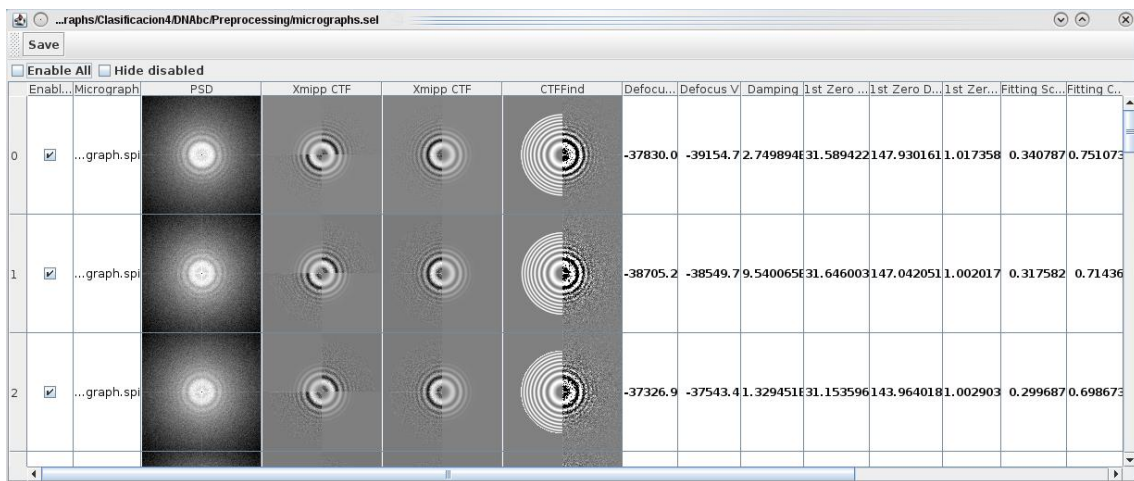 ...raphs/Clasificacion4/DNAbc/Preprocessing/micrographs.sel
Save
Enable All Hide disabled
Enabl... Micrograph PSD Xmipp CTF Xmipp CTF CTFFind Defocu... Defocus V Damping 1st Zero ... 1st Zero D... 1st Zer... Fitting Sc... Fitting C..
0 ...graph.spi -37830.0 -39154.7 2.749894E 31.589422 147.930161 1.017358 0.340787 0.751073
1 ...graph.spi -38705.2 -38549.7 9.540065E 31.646003 147.042051 1.002017 0.317582 0.71436
2 ...graph.spi -37326.9 -37543.4 1.329451E 31.153596 143.964018 1.002903 0.299687 0.698673